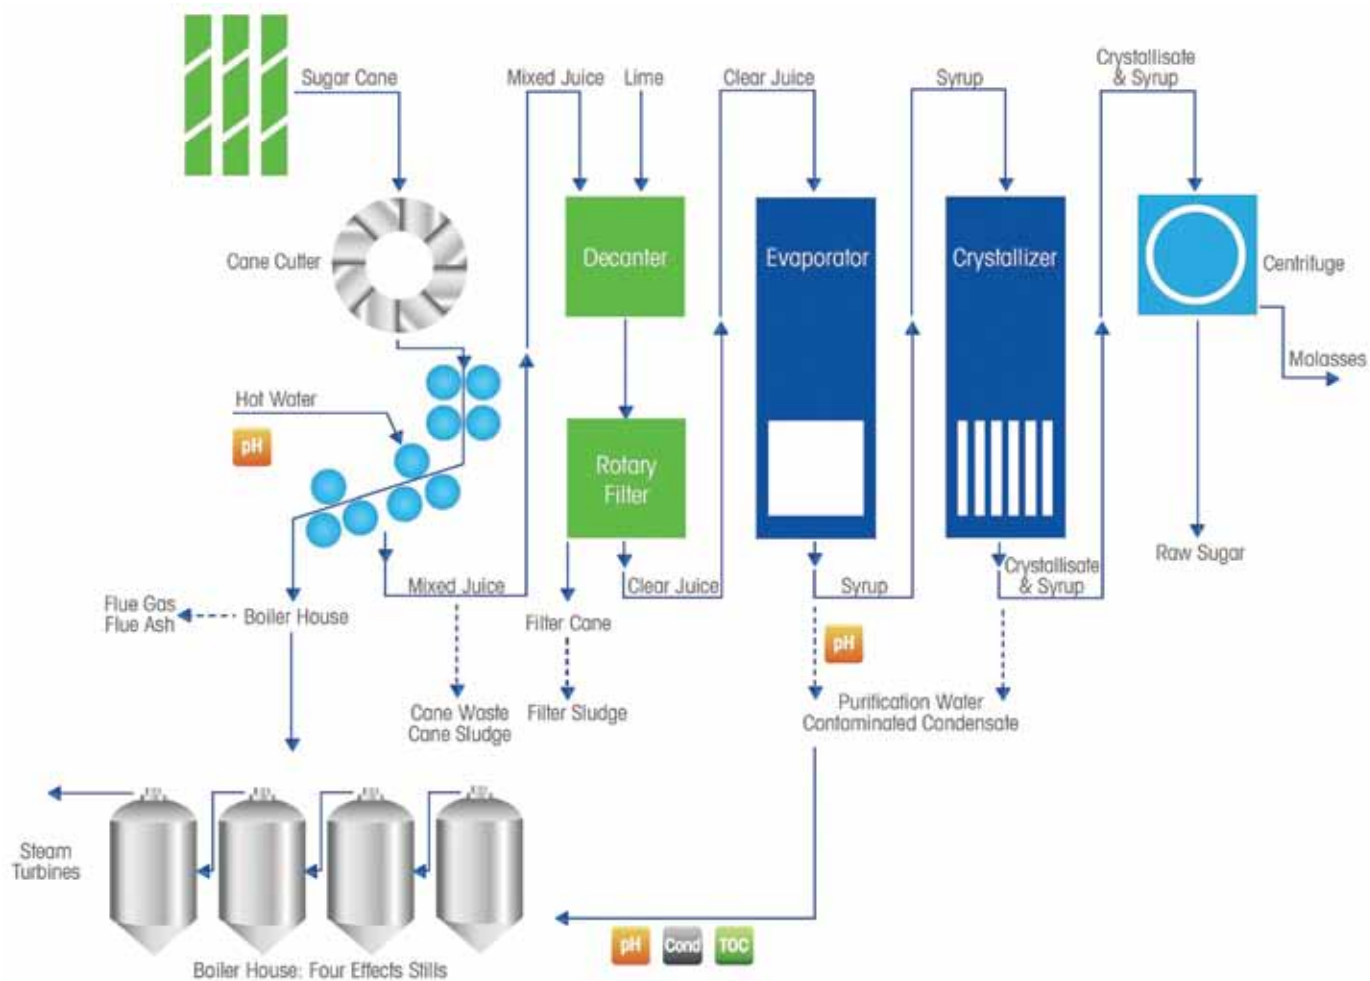 Sugar Cane
Mixed Juice
Lime
Clear Juice
Syrup
Crystallisate
& Syrup
Cane Cutter
Decanter
Evaporator
Crystallizer
Centrifuge
Molasses
Hot Water
pH
Rotary
Filter
Raw Sugar
Mixed Juice
Clear Juice
Syrup
Crystallisate
& Syrup
Flue Gas
Flue Ash
Boiler House
Filter Cane
pH
Cane Waste
Cane Sludge
Filter Sludge
Purification Water
Contaminated Condensate
Steam
Turbines
pH
Cond
TOC
Boiler House: Four Effects Stills